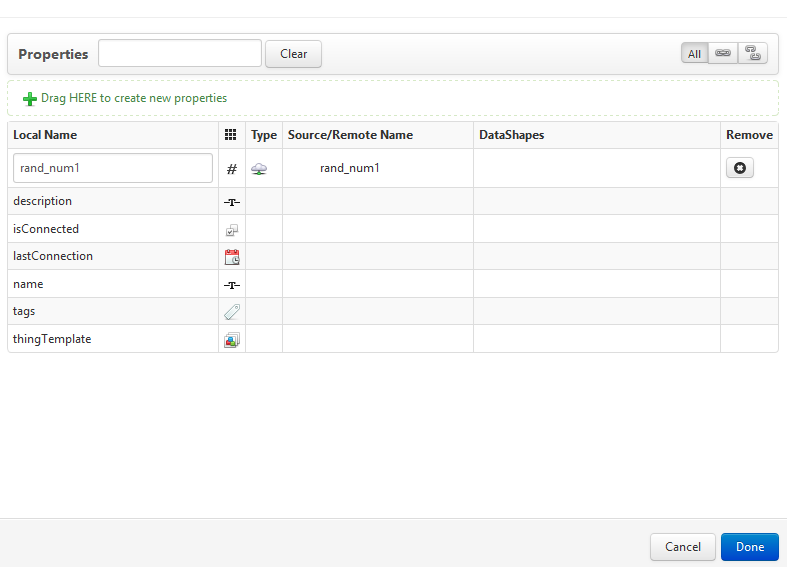 Properties Clear All
Drag HERE to create new properties
Local Name Type Source/Remote Name DataShapes Remove
rand_num1 # rand_num1
description T
isConnected
lastConnection
name T
tags
thingTemplate
Cancel Done